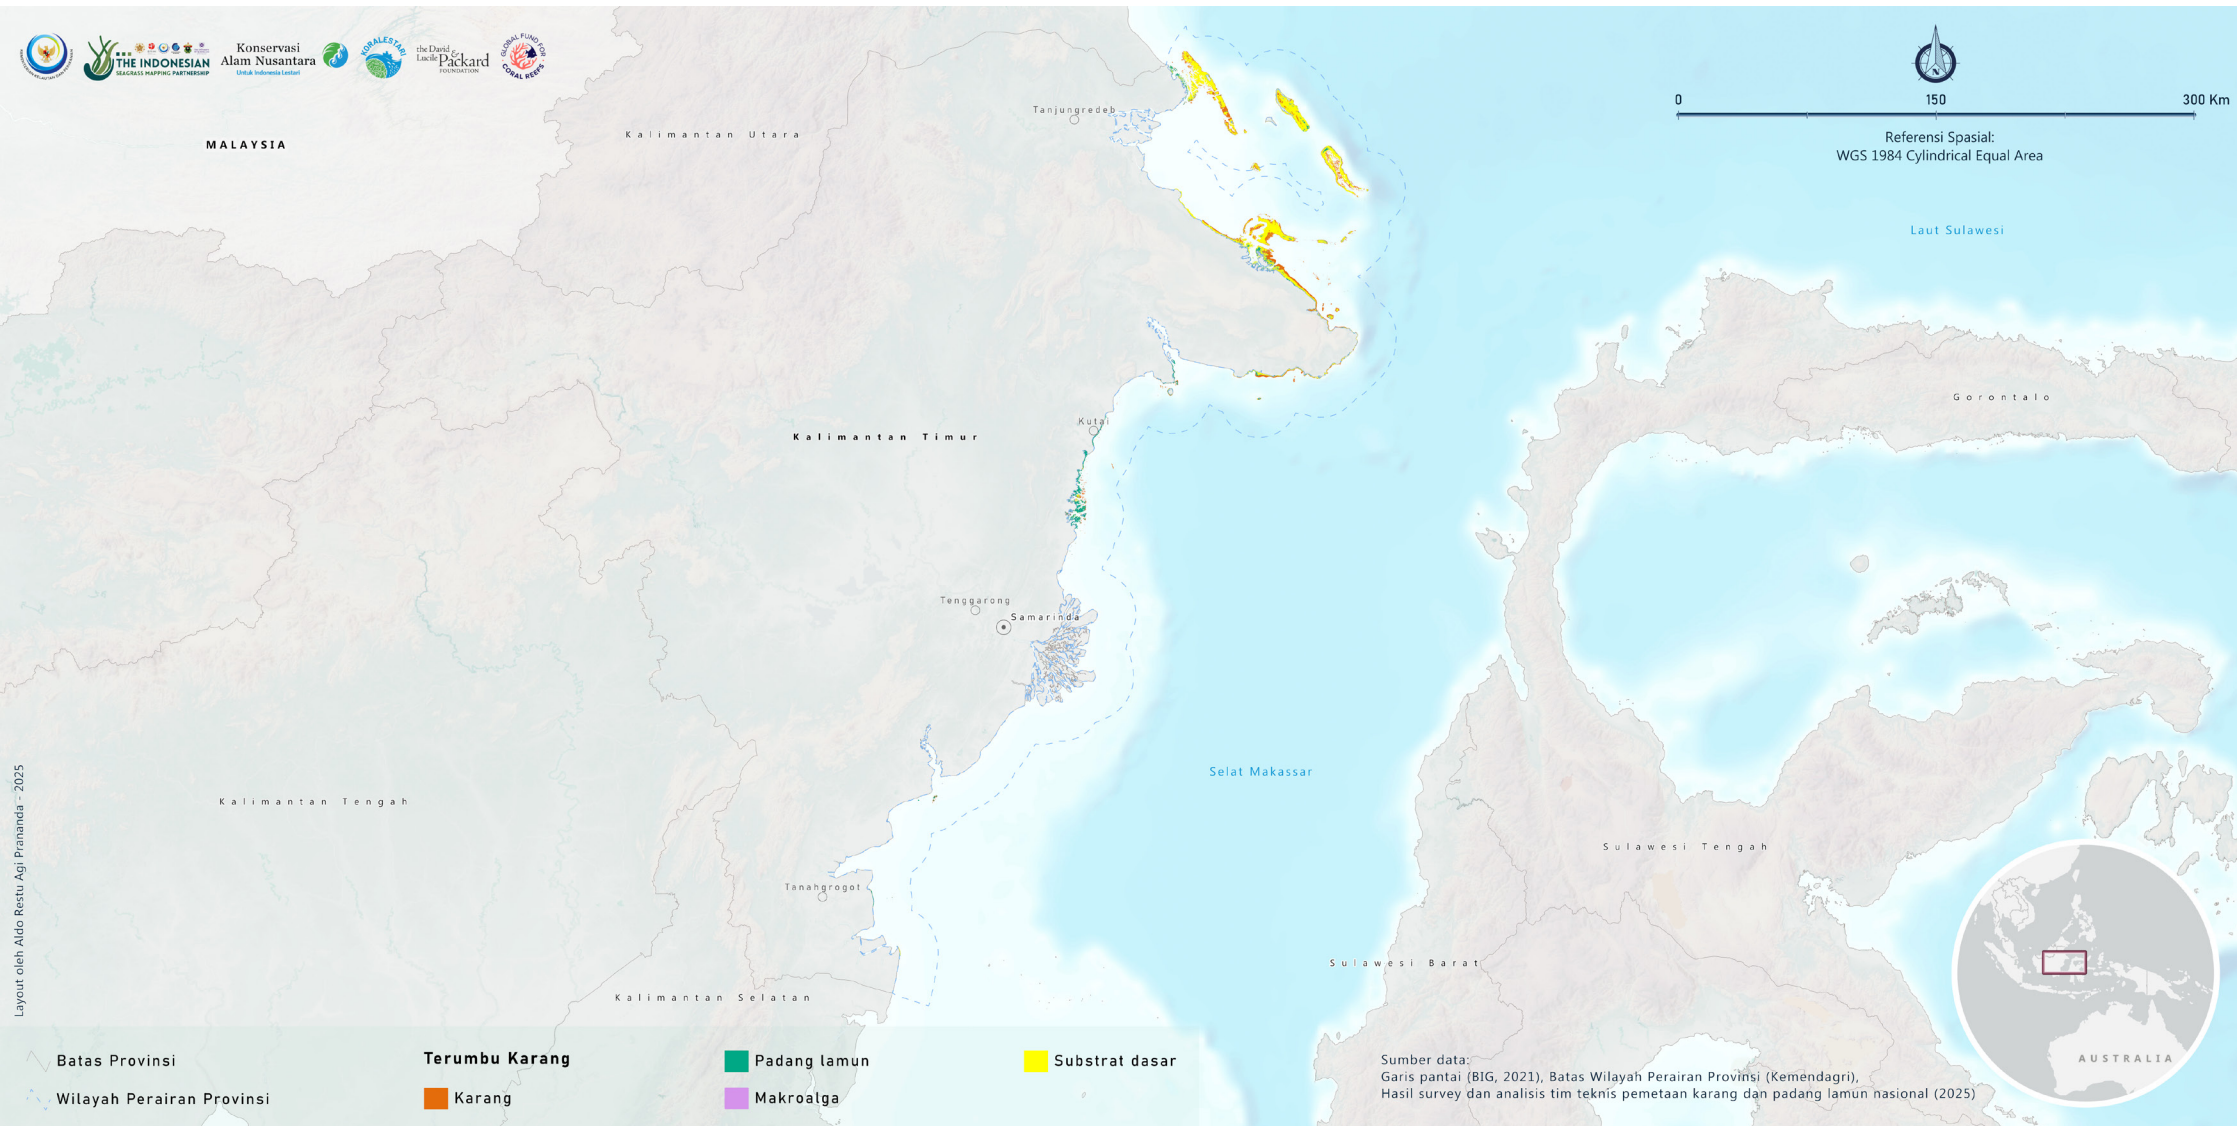 THE INDONESIAN
SEAGRASS MAPPING PARTNERSHIP
Konservasi
Alam Nusantara
Untuk Indonesia Lestari
KORALESTARI
the David &
Lucile Packard
FOUNDATION
GLOBAL FUND FOR
CORAL REEFS
N
0 150 300 Km
Referensi Spasial:
WGS 1984 Cylindrical Equal Area
MALAYSIA
Kalimantan Utara
Tanjungredeb
Laut Sulawesi
Gorontalo
Kutai
Kalimantan Timur
Tenggarong
Samarinda
Selat Makassar
Kalimantan Tengah
Sulawesi Tengah
Tanahgrogot
Sulawesi Barat
Kalimantan Selatan
Layout oleh Aldo Restu Agi Prananda - 2025
Batas Provinsi
Wilayah Perairan Provinsi
Terumbu Karang
Karang
Padang lamun
Makroalga
Substrat dasar
Sumber data:
Garis pantai (BIG, 2021), Batas Wilayah Perairan Provinsi (Kemendagri),
Hasil survey dan analisis tim teknis pemetaan karang dan padang lamun nasional (2025)
AUSTRALIA